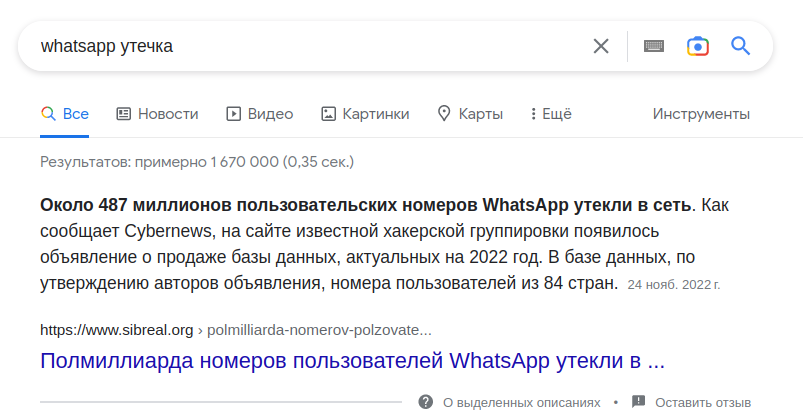 whatsapp утечка
Все Новости Видео Картинки Карты Ещё Инструменты
Результатов: примерно 1 670 000 (0,35 сек.)
Около 487 миллионов пользовательских номеров WhatsApp утекли в сеть. Как
сообщает Cybernews, на сайте известной хакерской группировки появилось
объявление о продаже базы данных, актуальных на 2022 год. В базе данных, по
утверждению авторов объявления, номера пользователей из 84 стран. 24 нояб. 2022 г.
https://www.sibreal.org › polmilliarda-nomerov-polzovate...
Полмиллиарда номеров пользователей WhatsApp утекли в ...
О выделенных описаниях • Оставить отзыв